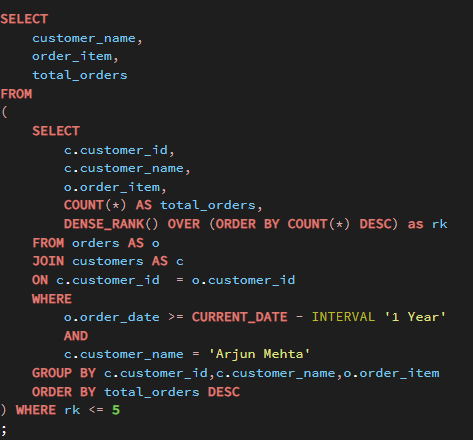 SELECT
    customer_name,
    order_item,
    total_orders
FROM
(
    SELECT
        c.customer_id,
        c.customer_name,
        o.order_item,
        COUNT(*) AS total_orders,
        DENSE_RANK() OVER (ORDER BY COUNT(*) DESC) as rk
    FROM orders AS o
    JOIN customers AS c
    ON c.customer_id  = o.customer_id
    WHERE
        o.order_date >= CURRENT_DATE - INTERVAL '1 Year'
        AND
        c.customer_name = 'Arjun Mehta'
    GROUP BY c.customer_id,c.customer_name,o.order_item
    ORDER BY total_orders DESC
) WHERE rk <= 5
;